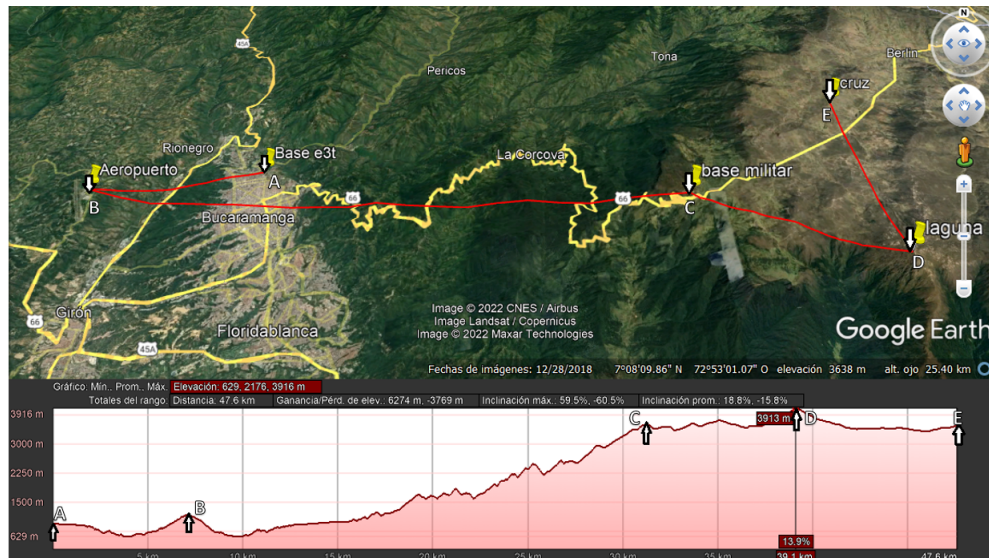 N
45A
Berlin
Tona
Pericos
cruz
E
La Corcova
Rionegro
Base e3t
Aeropuerto
A
base militar
B
66
66
C
Bucaramanga
laguna
D
Girón
66
Floridablanca
45A
Image © 2022 CNES / Airbus
Image Landsat / Copernicus
Image © 2022 Maxar Technologies
Google Earth
Fechas de imágenes: 12/28/2018 7°08'09.86" N 72°53'01.07" O elevación 3638 m alt. ojo 25.40 km
Gráfico: Mín., Prom., Máx. Elevación: 629, 2176, 3916 m
Totales del rango: Distancia: 47.6 km Ganancia/Pérd. de elev.: 6274 m, -3769 m Inclinación máx.: 59.5%, -60.5% Inclinación prom.: 18.8%, -15.8%
3916 m
C
3913 m
D
E
3000 m
2250 m
1500 m
A
B
629 m
13.9%
5 km
10 km
15 km
20 km
25 km
30 km
35 km
39.1 km
47.6 km